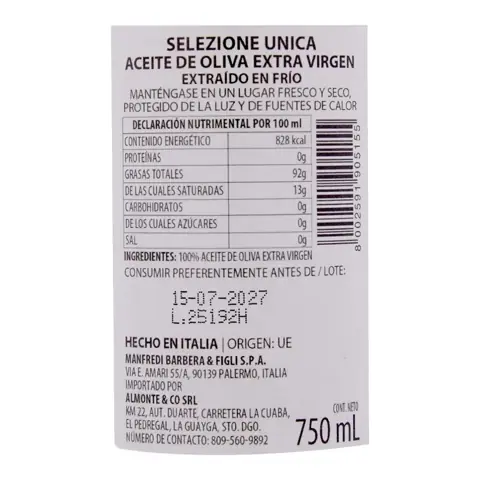 SELEZIONE UNICA
ACEITE DE OLIVA EXTRA VIRGEN
EXTRAÍDO EN FRÍO
MANTÉNGASE EN UN LUGAR FRESCO Y SECO,
PROTEGIDO DE LA LUZ Y DE FUENTES DE CALOR
DECLARACIÓN NUTRIMENTAL POR 100 ml
CONTENIDO ENERGÉTICO 828 kcal
PROTEÍNAS 0g
GRASAS TOTALES 92g
DE LAS CUALES SATURADAS 13g
CARBOHIDRATOS 0g
DE LOS CUALES AZÚCARES 0g
SAL 0g
8002591905155
INGREDIENTES: 100% ACEITE DE OLIVA EXTRA VIRGEN
CONSUMIR PREFERENTEMENTE ANTES DE / LOTE:
15-07-2027
L.25192H
HECHO EN ITALIA | ORIGEN: UE
MANFREDI BARBERA & FIGLI S.P.A.
VIA E. AMARI 55/A, 90139 PALERMO, ITALIA
IMPORTADO POR
ALMONTE & CO SRL
KM 22, AUT. DUARTE, CARRETERA LA CUABA,
EL PEDREGAL, LA GUAYGA, STO. DGO.
NÚMERO DE CONTACTO: 809-560-9892
CONT. NETO
750 mL